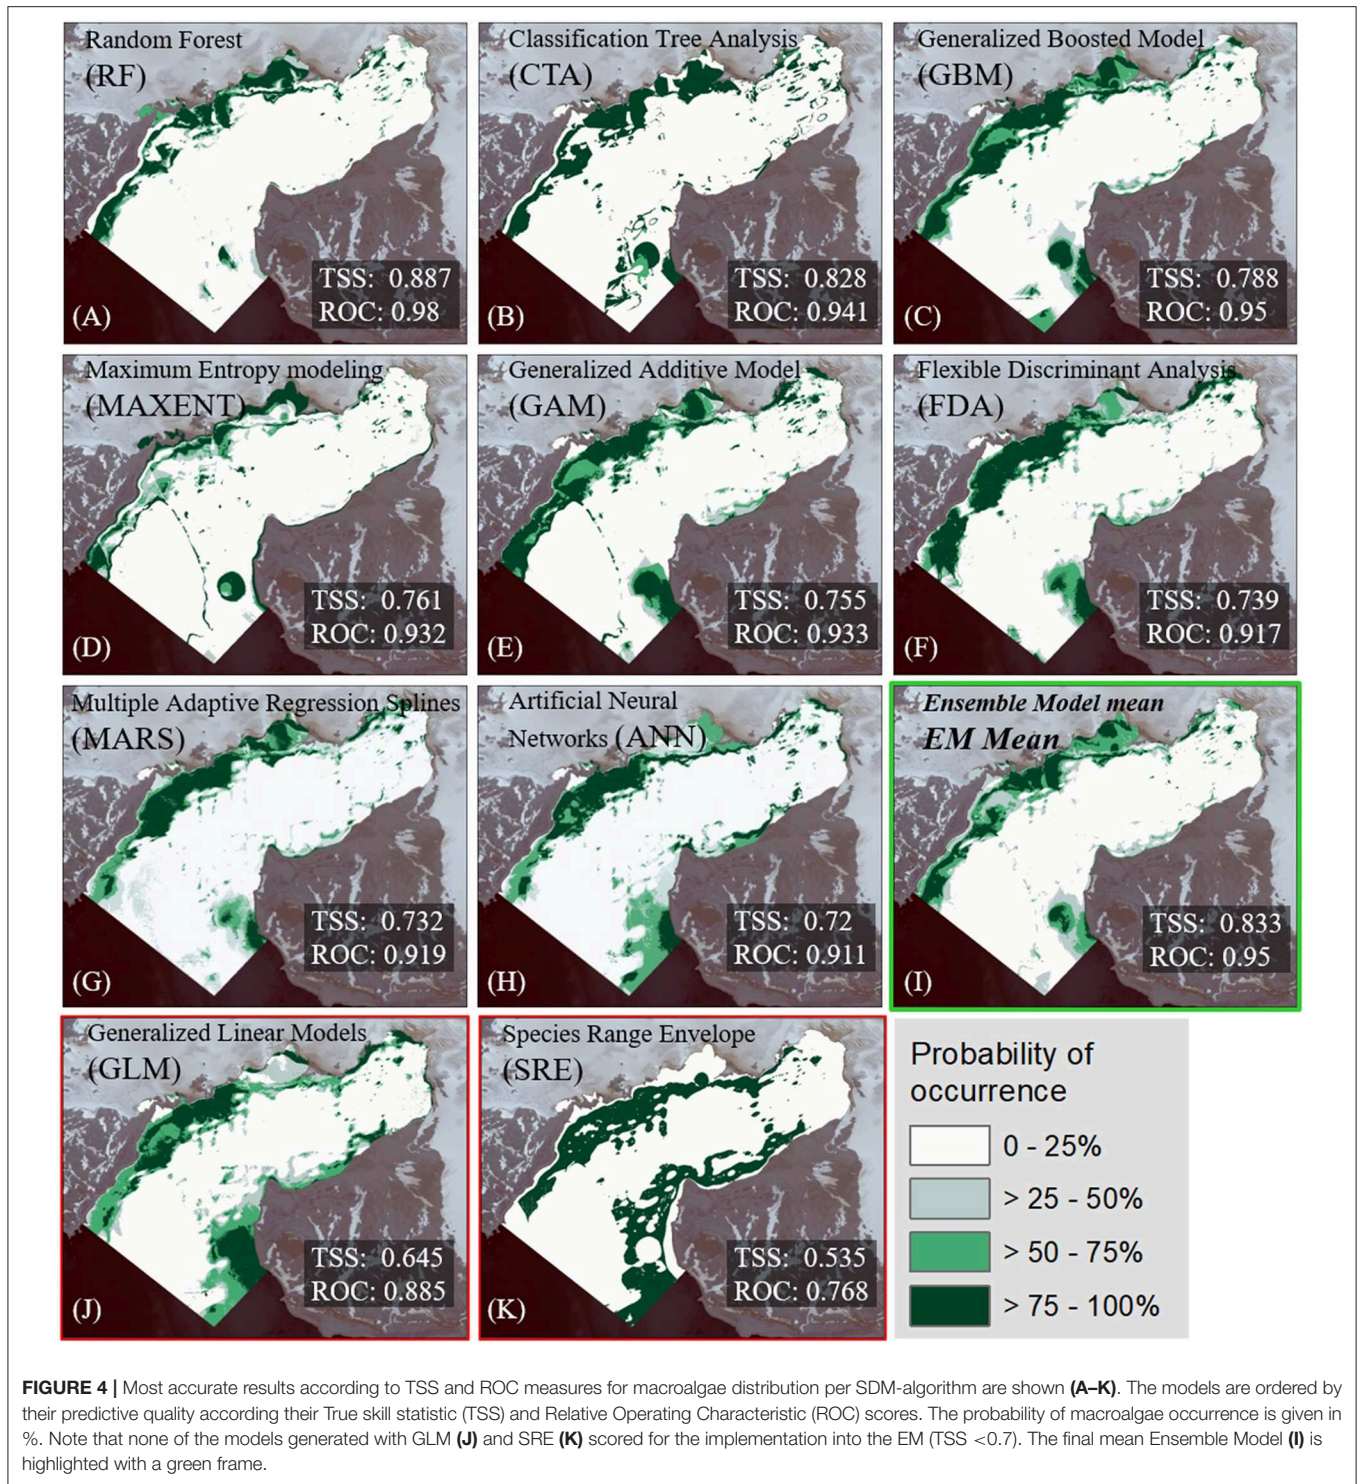 Random Forest
(RF)
TSS: 0.887
ROC: 0.98
(A)
Classification Tree Analysis
(CTA)
TSS: 0.828
ROC: 0.941
(B)
Generalized Boosted Model
(GBM)
TSS: 0.788
ROC: 0.95
(C)
Maximum Entropy modeling
(MAXENT)
TSS: 0.761
ROC: 0.932
(D)
Generalized Additive Model
(GAM)
TSS: 0.755
ROC: 0.933
(E)
Flexible Discriminant Analysis
(FDA)
TSS: 0.739
ROC: 0.917
(F)
Multiple Adaptive Regression Splines
(MARS)
TSS: 0.732
ROC: 0.919
(G)
Artificial Neural
Networks (ANN)
TSS: 0.72
ROC: 0.911
(H)
Ensemble Model mean
EM Mean
TSS: 0.833
ROC: 0.95
(I)
Generalized Linear Models
(GLM)
TSS: 0.645
ROC: 0.885
(J)
Species Range Envelope
(SRE)
TSS: 0.535
ROC: 0.768
(K)
Probability of
occurrence
0 - 25%
> 25 - 50%
> 50 - 75%
> 75 - 100%
FIGURE 4 | Most accurate results according to TSS and ROC measures for macroalgae distribution per SDM-algorithm are shown (A–K). The models are ordered by
their predictive quality according their True skill statistic (TSS) and Relative Operating Characteristic (ROC) scores. The probability of macroalgae occurrence is given in
%. Note that none of the models generated with GLM (J) and SRE (K) scored for the implementation into the EM (TSS <0.7). The final mean Ensemble Model (I) is
highlighted with a green frame.